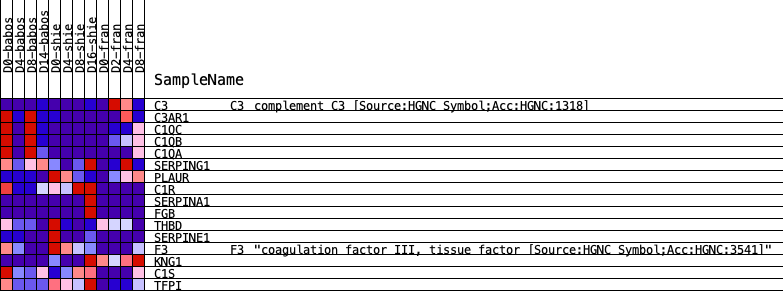 D0-babos
D4-babos
D8-babos
D14-babos
D0-shie
D4-shie
D8-shie
D16-shie
D0-fran
D2-fran
D4-fran
D8-fran
SampleName
C3 C3 complement C3 [Source:HGNC Symbol;Acc:HGNC:1318]
C3AR1
C1QC
C1QB
C1QA
SERPING1
PLAUR
C1R
SERPINA1
FGB
THBD
SERPINE1
F3 F3 "coagulation factor III, tissue factor [Source:HGNC Symbol;Acc:HGNC:3541]"
KNG1
C1S
TFPI